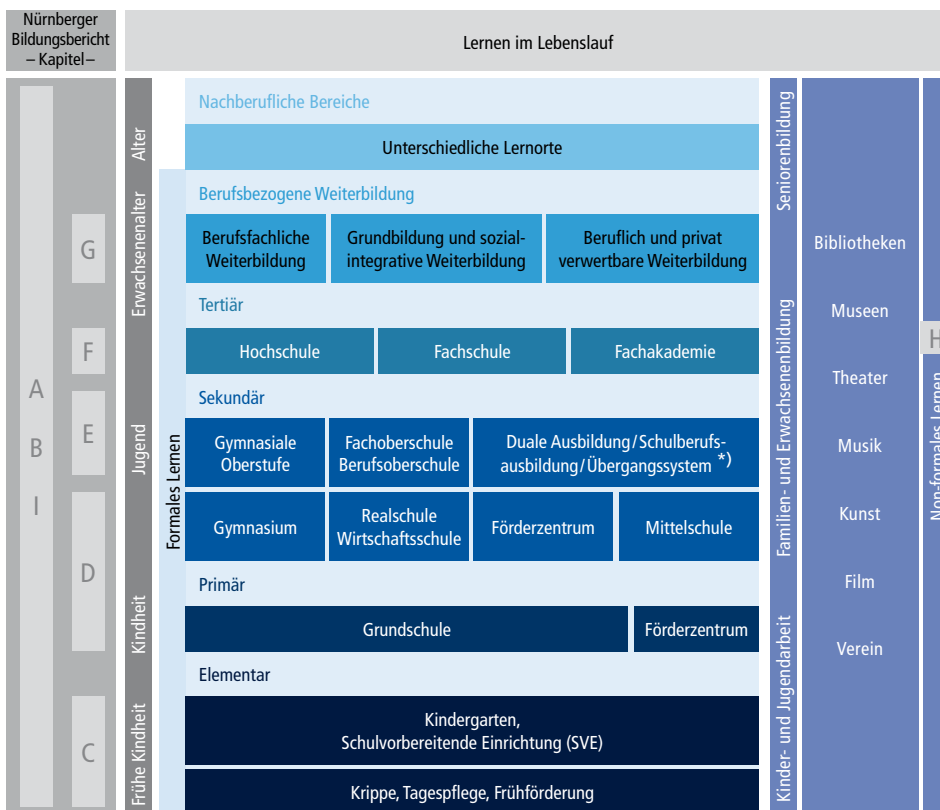 Nürnberger
Bildungsbericht
– Kapitel –
Lernen im Lebenslauf
A
B
I
G
F
E
D
C
Alter
Erwachsenenalter
Jugend
Kindheit
Frühe Kindheit
Formales Lernen
Nachberufliche Bereiche
Unterschiedliche Lernorte
Berufsbezogene Weiterbildung
Berufsfachliche
Weiterbildung
Grundbildung und sozial-
integrative Weiterbildung
Beruflich und privat
verwertbare Weiterbildung
Tertiär
Hochschule
Fachschule
Fachakademie
Sekundär
Gymnasiale
Oberstufe
Fachoberschule
Berufsoberschule
Duale Ausbildung/Schulberufs-
ausbildung/Übergangssystem *)
Gymnasium
Realschule
Wirtschaftsschule
Förderzentrum
Mittelschule
Primär
Grundschule
Förderzentrum
Elementar
Kindergarten,
Schulvorbereitende Einrichtung (SVE)
Krippe, Tagespflege, Frühförderung
Seniorenbildung
Familien- und Erwachsenenbildung
Kinder- und Jugendarbeit
Bibliotheken
Museen
Theater
Musik
Kunst
Film
Verein
H
Non-formales Lernen